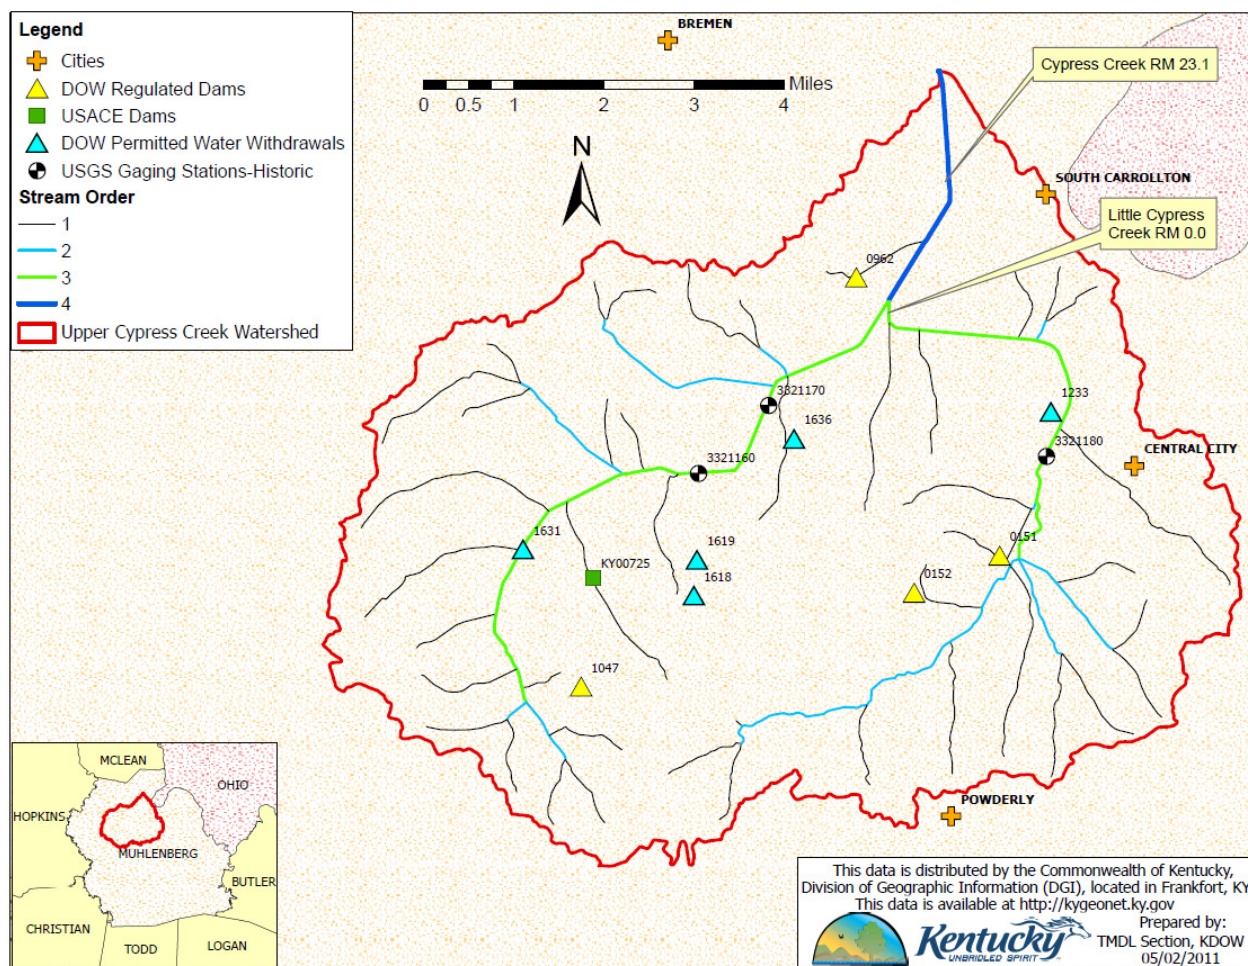 Legend
Cities
DOW Regulated Dams
USACE Dams
DOW Permitted Water Withdrawals
USGS Gaging Stations-Historic
Stream Order
1
2
3
4
Upper Cypress Creek Watershed
BREMEN
Miles
0 0.5 1 2 3 4
N
Cypress Creek RM 23.1
SOUTH CARROLLTON
Little Cypress
Creek RM 0.0
0962
3321170
1233
1636
3321180
CENTRAL CITY
3321160
1631
1619
0151
KY00725
1618
0152
1047
POWDERLY
MCLEAN
OHIO
HOPKINS
MUHLENBERG
BUTLER
CHRISTIAN
TODD
LOGAN
This data is distributed by the Commonwealth of Kentucky,
Division of Geographic Information (DGI), located in Frankfort, KY
This data is available at http://kygeonet.ky.gov
Kentucky
UNBRIDLED SPIRIT
Prepared by:
TMDL Section, KDOW
05/02/2011